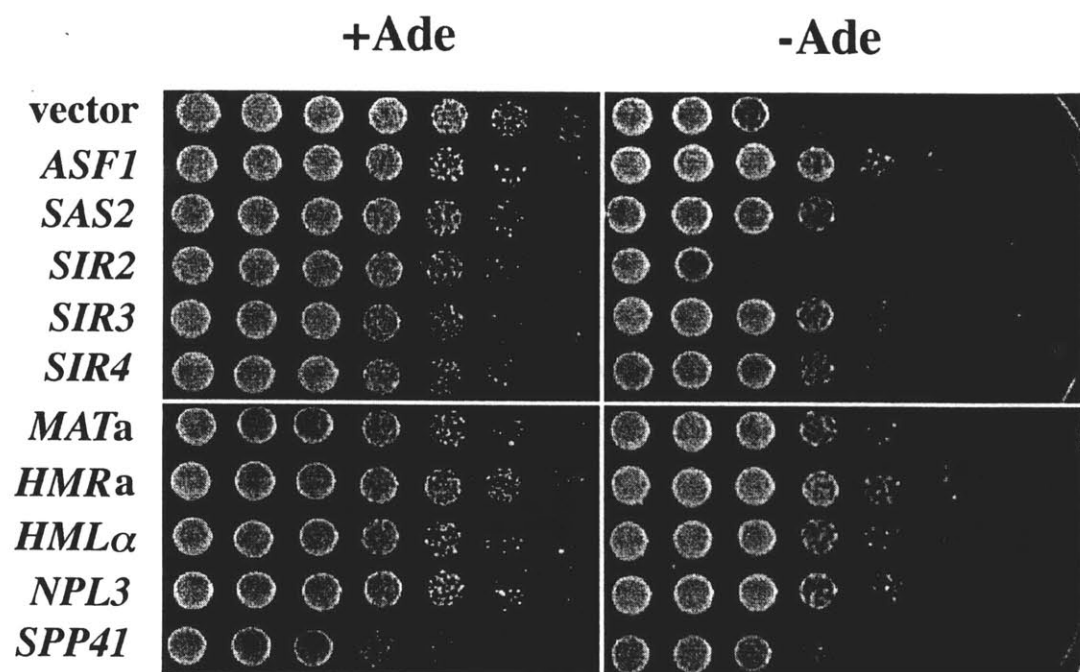 +Ade -Ade
vector
ASF1
SAS2
SIR2
SIR3
SIR4
MATa
HMRa
HMLα
NPL3
SPP41